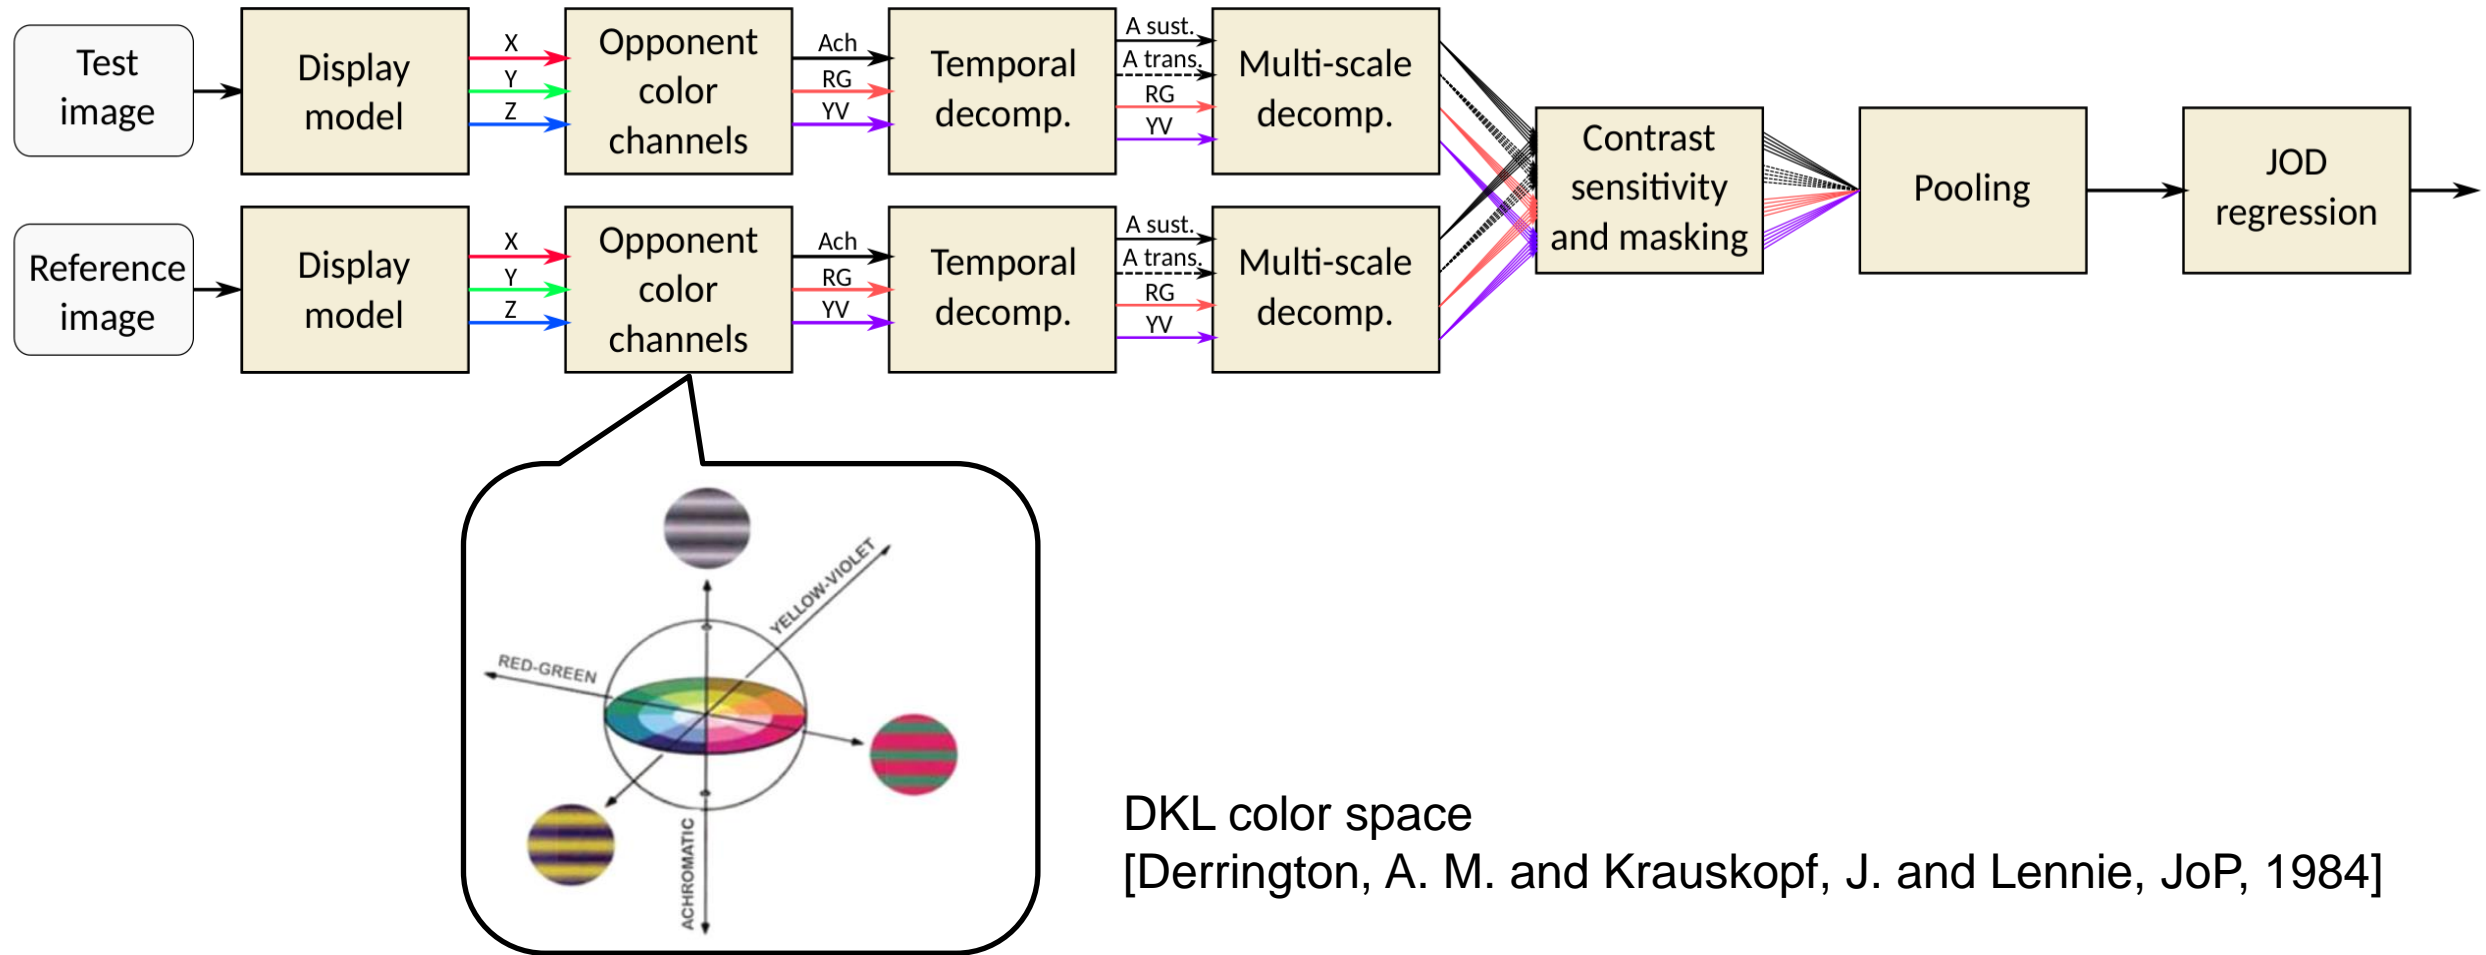 Test
image
Display
model
X
Y
Z
Opponent
color
channels
Ach
RG
YV
Temporal
decomp.
A sust.
A trans.
RG
YV
Multi-scale
decomp.
Reference
image
Display
model
X
Y
Z
Opponent
color
channels
Ach
RG
YV
Temporal
decomp.
A sust.
A trans.
RG
YV
Multi-scale
decomp.
Contrast
sensitivity
and masking
Pooling
JOD
regression
YELLOW-VIOLET
RED-GREEN
ACHROMATIC
DKL color space
[Derrington, A. M. and Krauskopf, J. and Lennie, JoP, 1984]